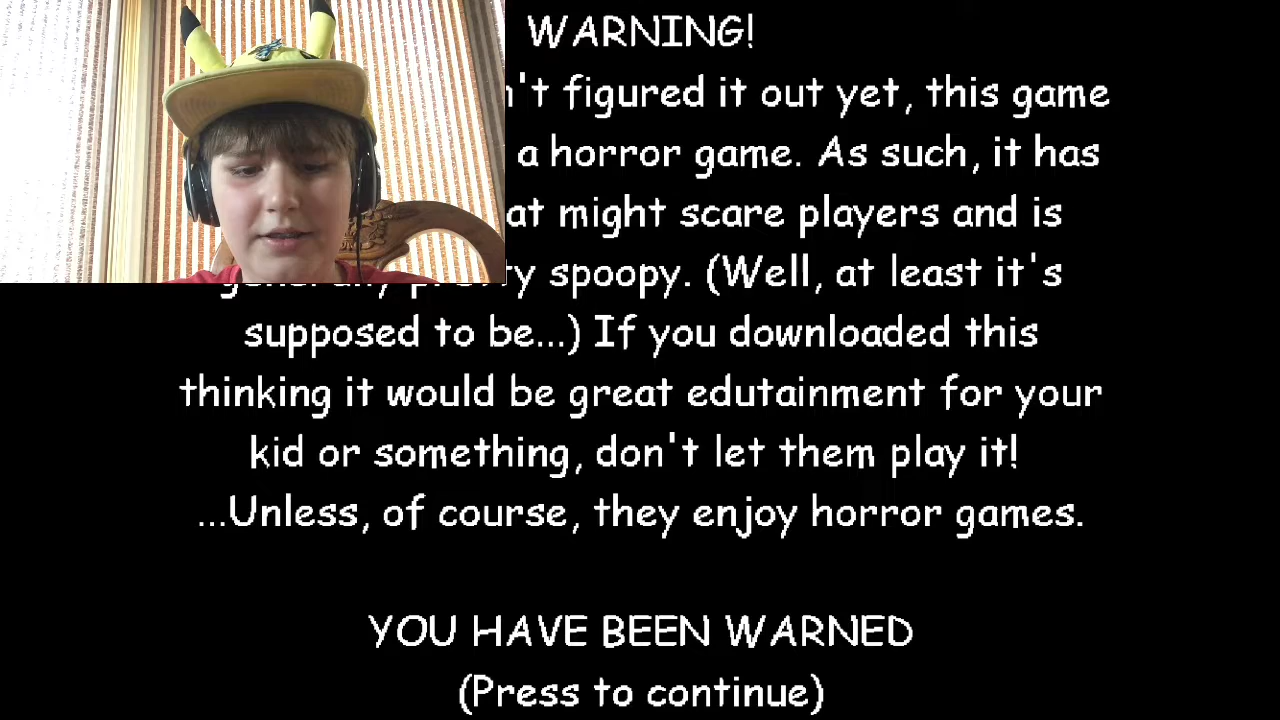 WARNING!
figured it out yet, this game
a horror game. As such, it has
might scare players and is
spoopy. (Well, at least it's
supposed to be...) If you downloaded this
thinking it would be great edutainment for your
kid or something, don't let them play it!
...Unless, of course, they enjoy horror games.
YOU HAVE BEEN WARNED
(Press to continue)